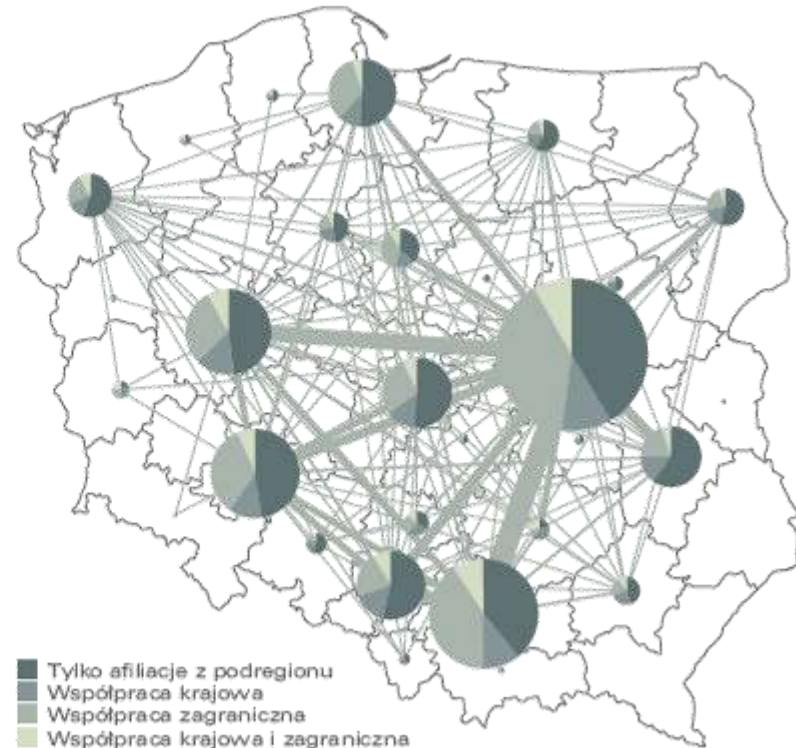 Tylko afiliacje z podregionu
Współpraca krajowa
Współpraca zagraniczna
Współpraca krajowa i zagraniczna